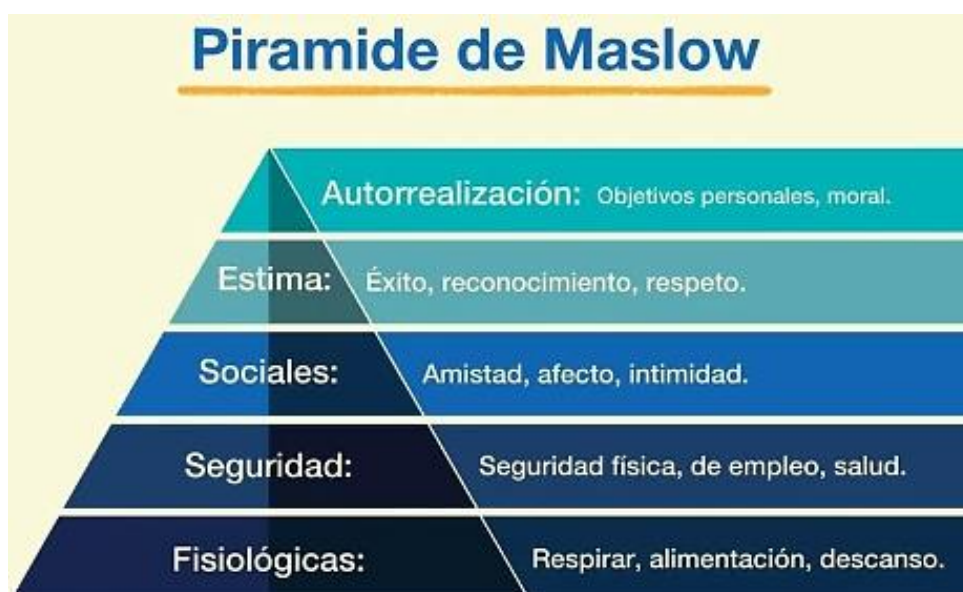 Piramide de Maslow
Autorrealización: Objetivos personales, moral.
Estima: Éxito, reconocimiento, respeto.
Sociales: Amistad, afecto, intimidad.
Seguridad: Seguridad física, de empleo, salud.
Fisiológicas: Respirar, alimentación, descanso.